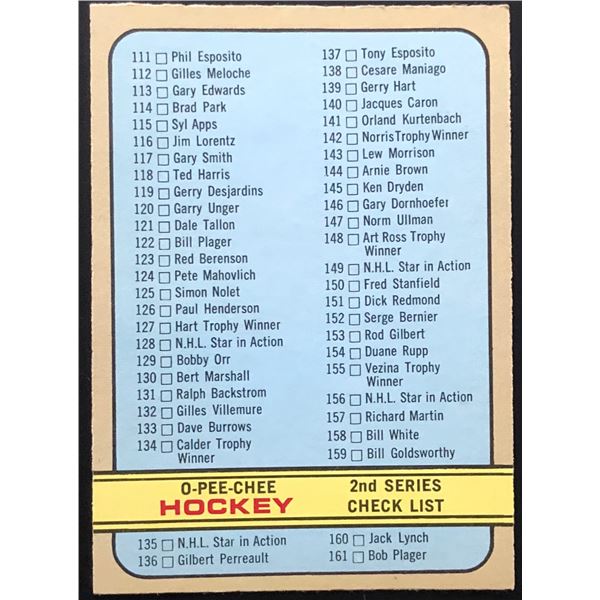 111 Phil Esposito
112 Gilles Meloche
113 Gary Edwards
114 Brad Park
115 Syl Apps
116 Jim Lorentz
117 Gary Smith
118 Ted Harris
119 Gerry Desjardins
120 Garry Unger
121 Dale Tallon
122 Bill Plager
123 Red Berenson
124 Pete Mahovlich
125 Simon Nolet
126 Paul Henderson
127 Hart Trophy Winner
128 N.H.L. Star in Action
129 Bobby Orr
130 Bert Marshall
131 Ralph Backstrom
132 Gilles Villemure
133 Dave Burrows
134 Calder Trophy
Winner
137 Tony Esposito
138 Cesare Maniago
139 Gerry Hart
140 Jacques Caron
141 Orland Kurtenbach
142 Norris Trophy Winner
143 Lew Morrison
144 Arnie Brown
145 Ken Dryden
146 Gary Dornhoefer
147 Norm Ullman
148 Art Ross Trophy
Winner
149 N.H.L. Star in Action
150 Fred Stanfield
151 Dick Redmond
152 Serge Bernier
153 Rod Gilbert
154 Duane Rupp
155 Vezina Trophy
Winner
156 N.H.L. Star in Action
157 Richard Martin
158 Bill White
159 Bill Goldsworthy
O-PEE-CHEE
HOCKEY
2nd SERIES
CHECK LIST
135 N.H.L. Star in Action
136 Gilbert Perreault
160 Jack Lynch
161 Bob Plager